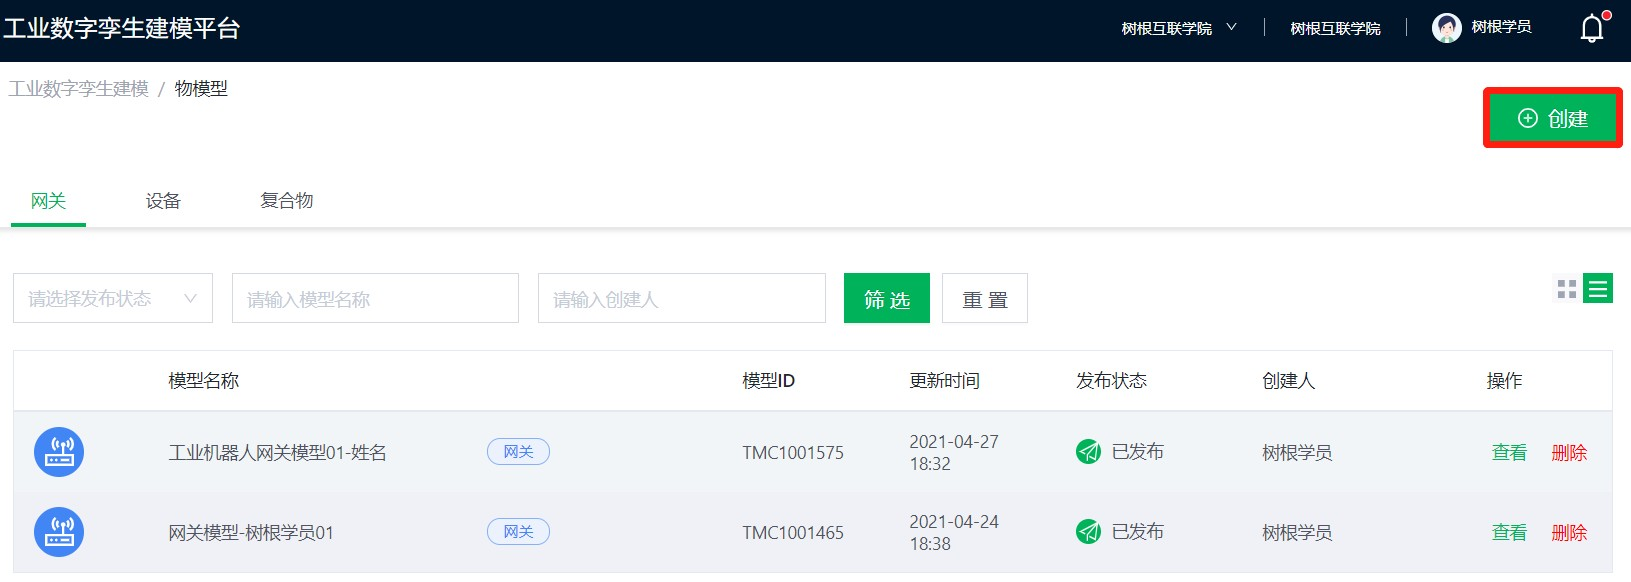 工业数字孪生建模平台
树根互联学院
树根互联学院
树根学员
工业数字孪生建模 / 物模型
创建
网关
设备
复合物
请选择发布状态
请输入模型名称
请输入创建人
筛 选
重 置
模型名称
模型ID
更新时间
发布状态
创建人
操作
工业机器人网关模型01-姓名
网关
TMC1001575
2021-04-27
18:32
已发布
树根学员
查看
删除
网关模型-树根学员01
网关
TMC1001465
2021-04-24
18:38
已发布
树根学员
查看
删除